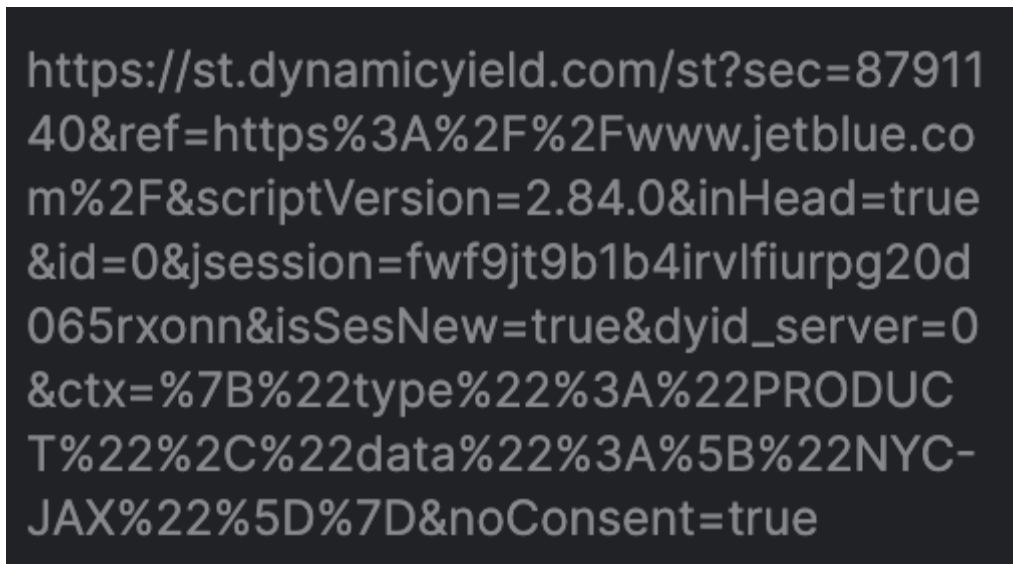 https://st.dynamicyield.com/st?sec=87911
40&ref=https%3A%2F%2Fwww.jetblue.co
m%2F&scriptVersion=2.84.0&inHead=true
&id=0&jsession=fwf9jt9b1b4irvlfiurpg20d
065rxonn&isSesNew=true&dyid_server=0
&ctx=%7B%22type%22%3A%22PRODUC
T%22%2C%22data%22%3A%5B%22NYC-
JAX%22%5D%7D&noConsent=true